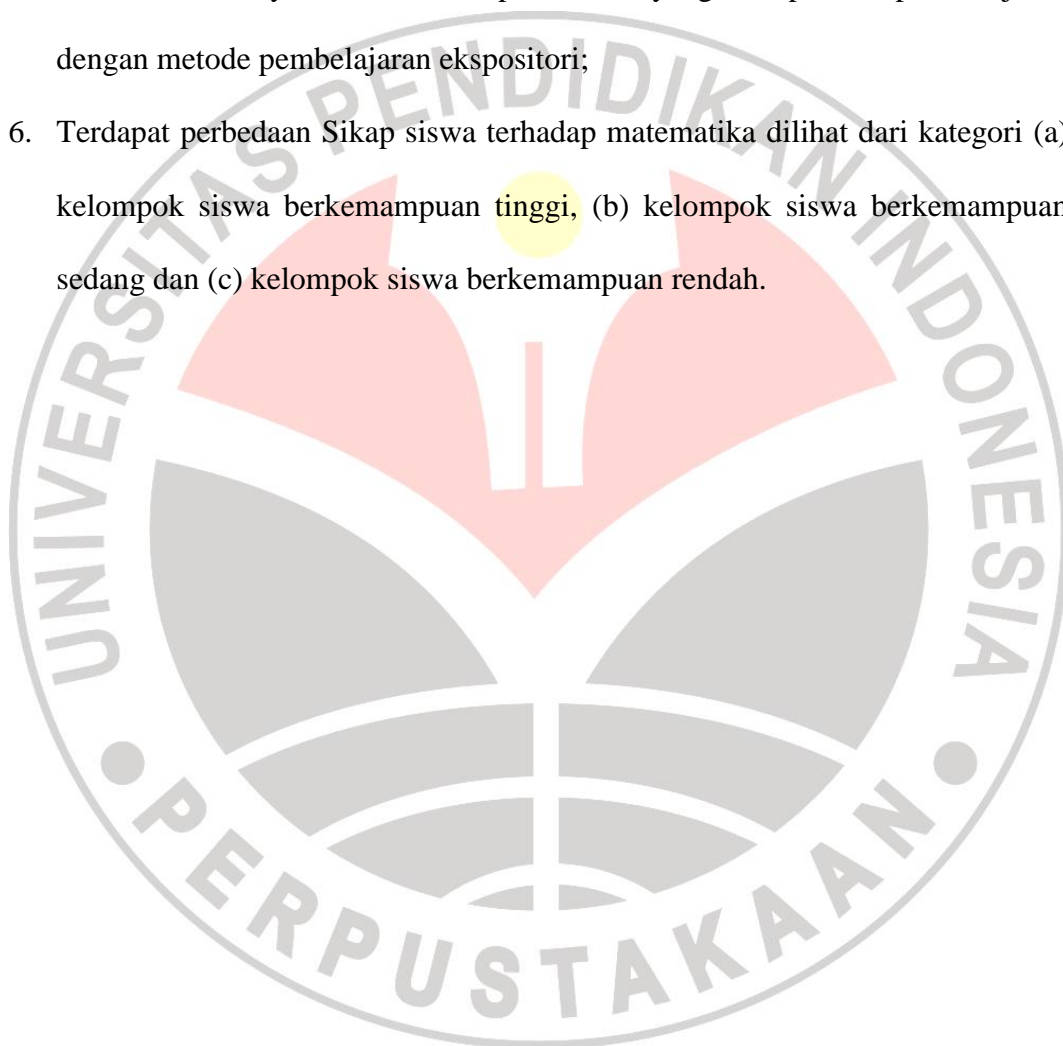 dengan metode pembelajaran ekspositori;
6. Terdapat perbedaan Sikap siswa terhadap matematika dilihat dari kategori (a)
kelompok siswa berkemampuan tinggi, (b) kelompok siswa berkemampuan
sedang dan (c) kelompok siswa berkemampuan rendah.
UNIVERSITAS PENDIDIKAN INDONESIA
PERPUSTAKAAN